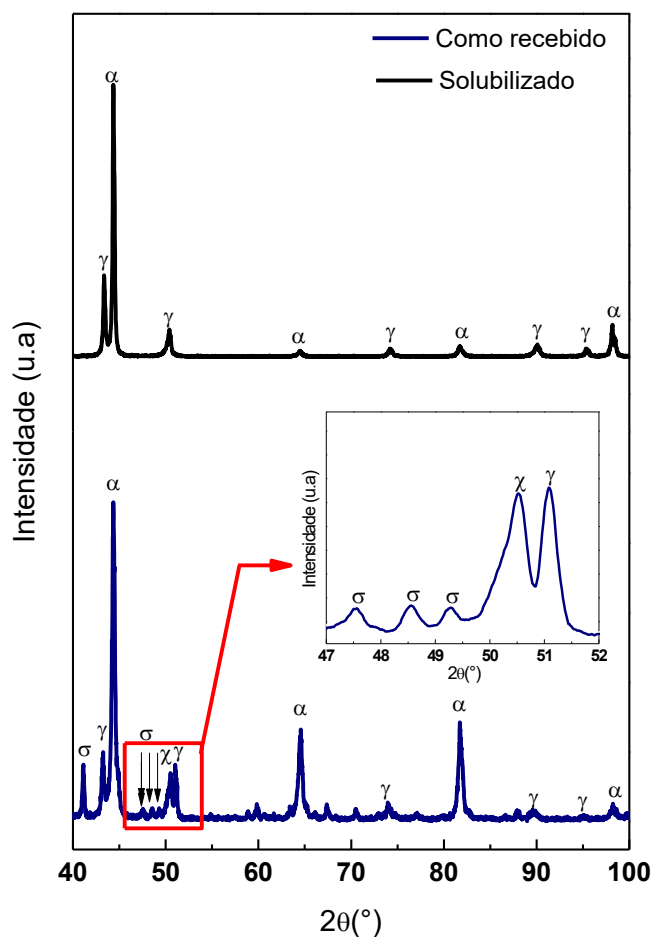 Como recebido
Solubilizado
α
γ
γ
α
γ
α
γ
γ
α
Intensidade (u.a)
α
σ
γ
σ
χ
γ
α
γ
α
γ
γ
α
Intensidade (u.a)
σ
σ
σ
χ
γ
47 48 49 50 51 52
2θ(°)
40 50 60 70 80 90 100
2θ(°)